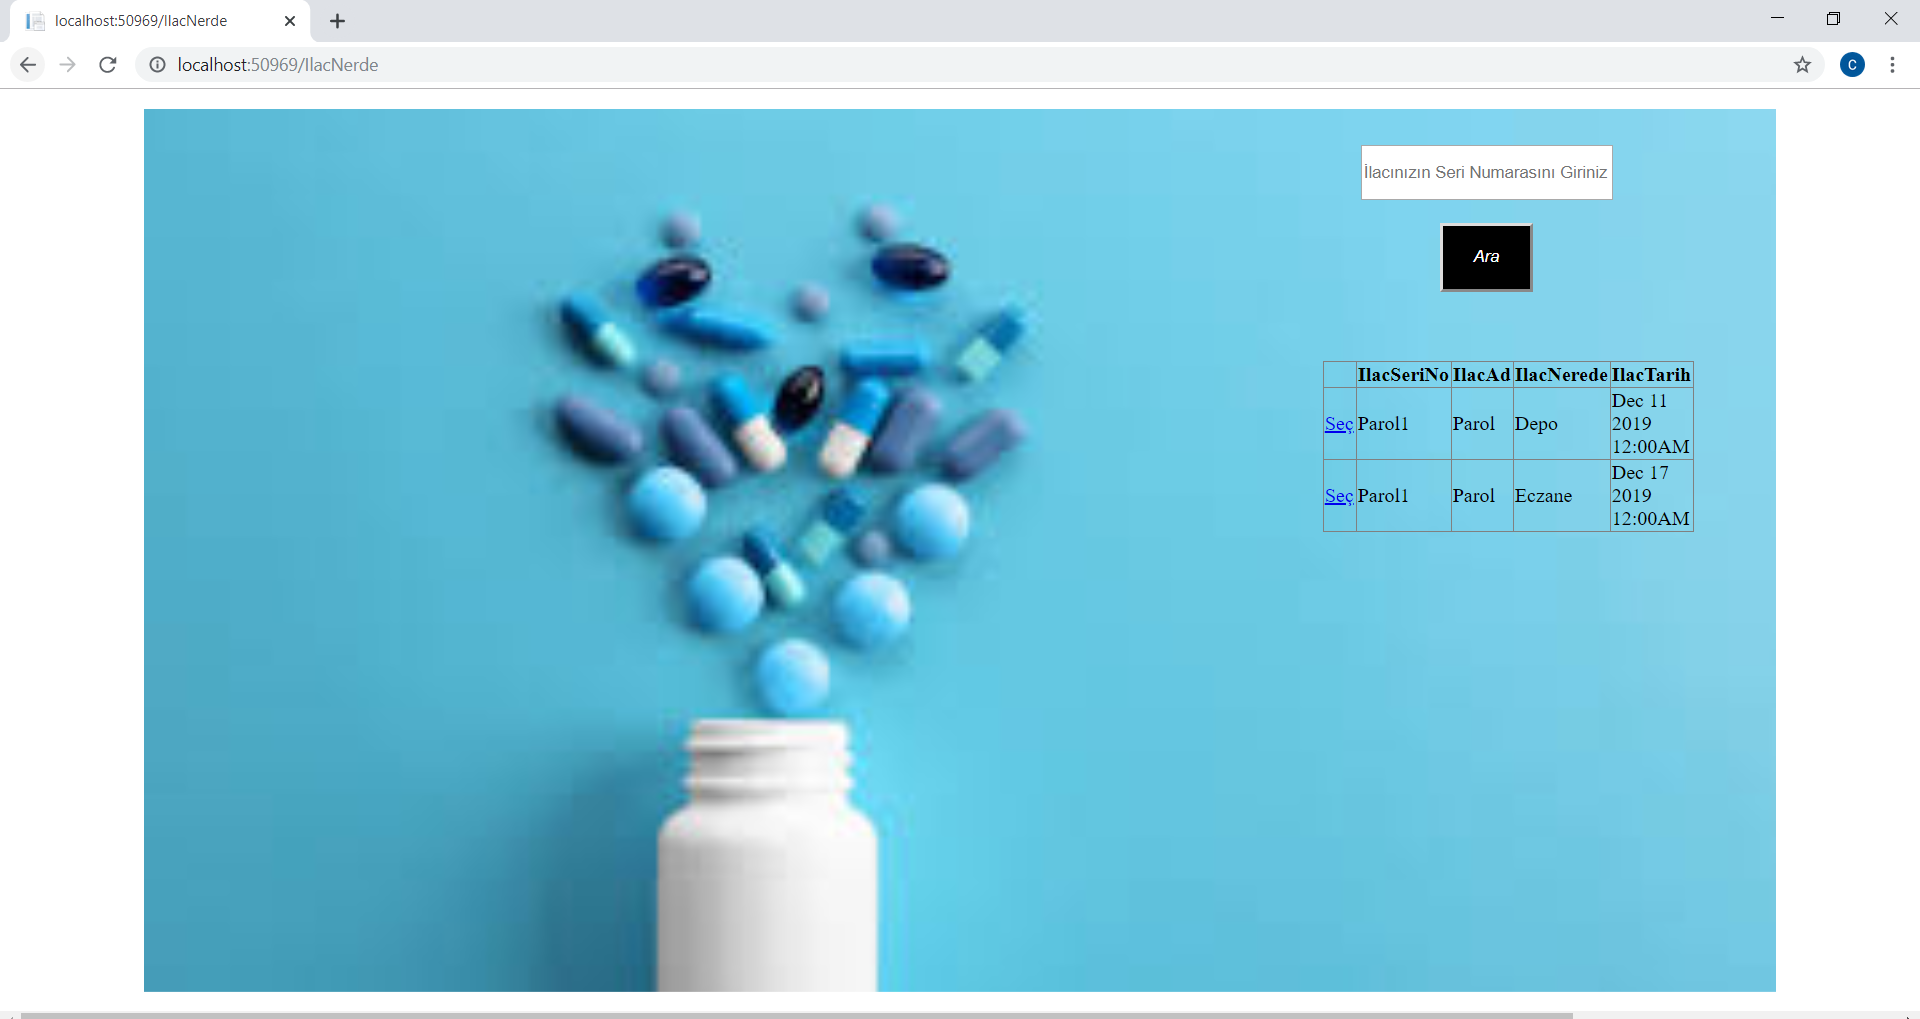 localhost:50969/IlacNerde
localhost:50969/IlacNerde
C
İlacınızın Seri Numarasını Giriniz
Ara
IlacSeriNo IlacAd IlacNerede IlacTarih
Seç Parol1 Parol Depo Dec 11 2019 12:00AM
Seç Parol1 Parol Eczane Dec 17 2019 12:00AM